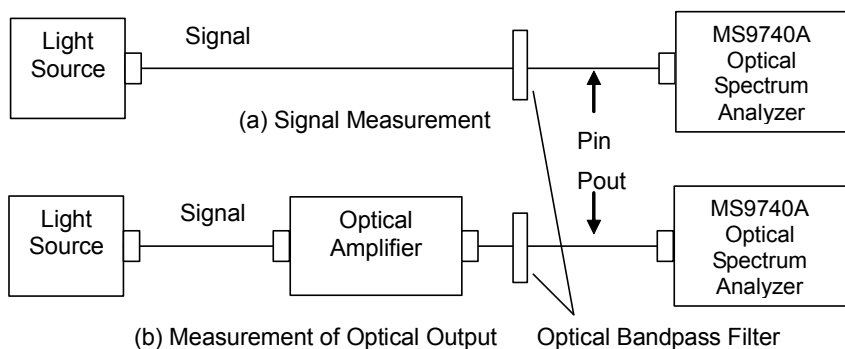 Light
Source
Signal
MS9740A
Optical
Spectrum
Analyzer
(a) Signal Measurement
Pin
Pout
Light
Source
Signal
Optical
Amplifier
MS9740A
Optical
Spectrum
Analyzer
(b) Measurement of Optical Output
Optical Bandpass Filter